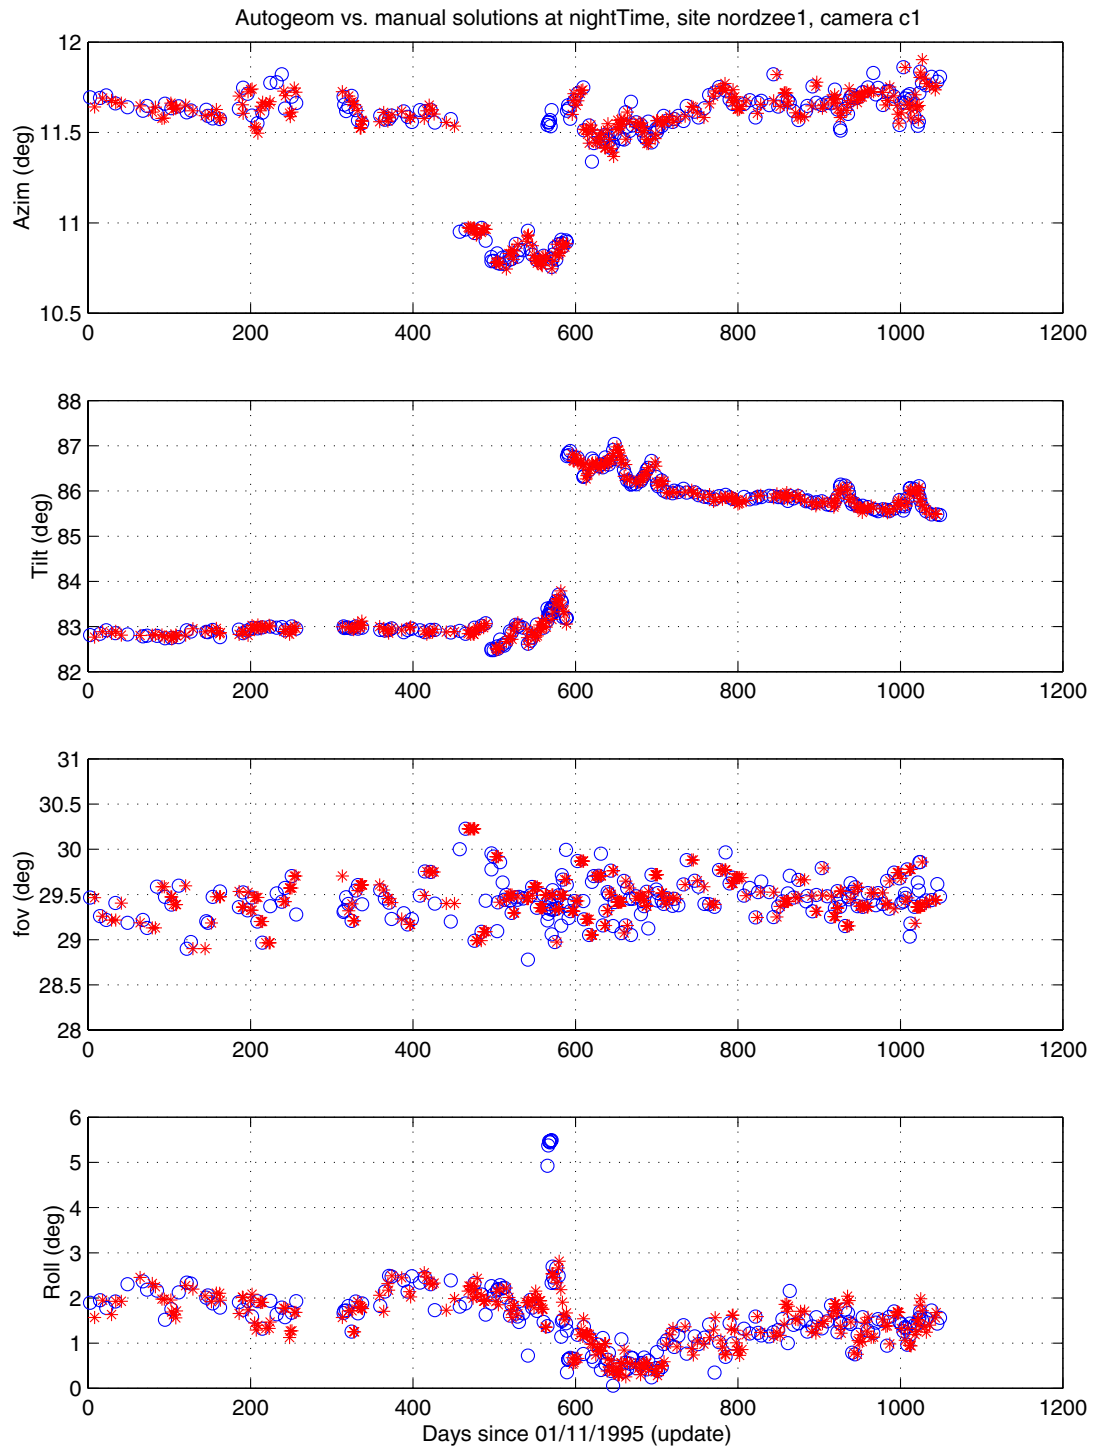 Autogeom vs. manual solutions at nightTime, site nordzee1, camera c1
12
11.5
11
10.5
Azim (deg)
0 200 400 600 800 1000 1200
88
87
86
85
84
83
82
Tilt (deg)
0 200 400 600 800 1000 1200
31
30.5
30
29.5
29
28.5
28
fov (deg)
0 200 400 600 800 1000 1200
6
5
4
3
2
1
0
Roll (deg)
0 200 400 600 800 1000 1200
Days since 01/11/1995 (update)